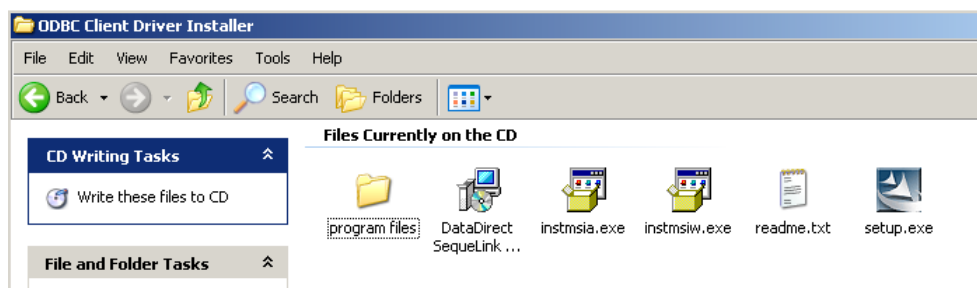 ODBC Client Driver Installer
File Edit View Favorites Tools Help
Back Search Folders
Files Currently on the CD
CD Writing Tasks
Write these files to CD
program files DataDirect SequeLink ... instmsia.exe instmsiw.exe readme.txt setup.exe
File and Folder Tasks